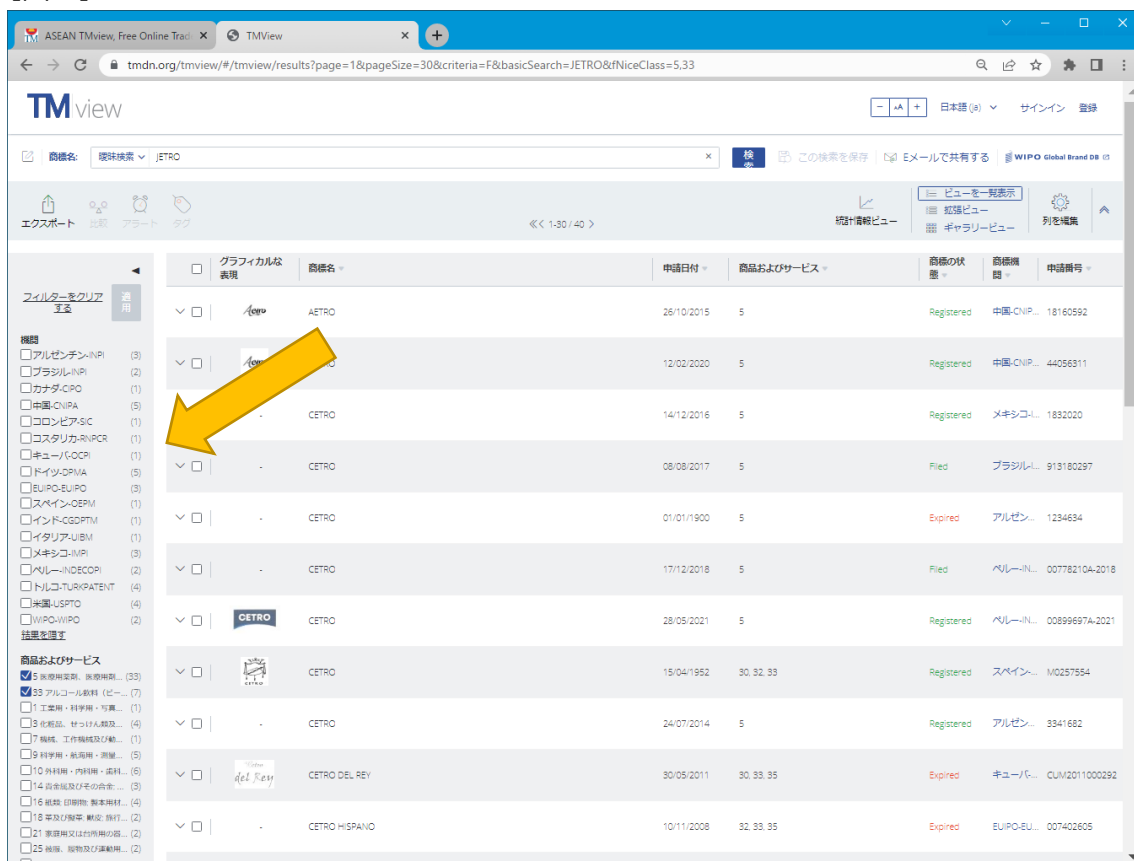 ASEAN TMview, Free Online Trad
TMView
tmdn.org/tmview/#/tmview/results?page=1&pageSize=30&criteria=F&basicSearch=JETRO&fNiceClass=5,33
TMview
- AA +
日本語 (ja)
サインイン
登録
商標名:
曖昧検索
JETRO
検索
この検索を保存
Eメールで共有する
WIPO Global Brand DB
エクスポート
比較
アラート
タグ
1-30 / 40
統計情報ビュー
ビューを一覧表示
拡張ビュー
ギャラリービュー
列を編集
フィルターをクリアする
適用
機関
アルゼンチン-INPI (3)
ブラジル-INPI (2)
カナダ-CIPO (1)
中国-CNIPA (5)
コロンビア-SIC (1)
コスタリカ-RNPCR (1)
キューバ-OCPI (1)
ドイツ-DPMA (5)
EUIPO-EUIPO (3)
スペイン-OEPM (1)
インド-CGDPTM (1)
イタリア-UIBM (1)
メキシコ-IMPI (3)
ペルー-INDECOPI (2)
トルコ-TURKPATENT (4)
米国-USPTO (4)
WIPO-WIPO (2)
結果を隠す
商品およびサービス
5 医療用薬剤、医療用剤... (33)
33 アルコール飲料（ビー... (7)
1 工業用・科学用・写真... (1)
3 化粧品、せっけん類及... (4)
7 機械、工作機械及び動... (1)
9 科学用・航海用・測量... (5)
10 外科用・内科用・歯科... (6)
14 貴金属及びその合金: ... (3)
16 紙類: 印刷物: 製本用材... (4)
18 革及び擬革: 獣皮: 旅行... (2)
21 家庭用又は台所用の器... (2)
25 被服、履物及び運動用... (2)
グラフィカルな表現 商標名 申請日付 商品およびサービス 商標の状態 商標機関 申請番号
Aetro AETRO 26/10/2015 5 Registered 中国-CNIP... 18160592
12/02/2020 5 Registered 中国-CNIP... 44056311
- CETRO 14/12/2016 5 Registered メキシコ-I... 1832020
- CETRO 08/08/2017 5 Filed ブラジル-I... 913180297
- CETRO 01/01/1900 5 Expired アルゼン... 1234634
- CETRO 17/12/2018 5 Filed ペルー-IN... 00778210A-2018
CETRO CETRO 28/05/2021 5 Registered ペルー-IN... 00899697A-2021
CETRO CETRO 15/04/1952 30, 32, 33 Registered スペイン-... M0257554
- CETRO 24/07/2014 5 Registered アルゼン... 3341682
del Rey CETRO DEL REY 30/05/2011 30, 33, 35 Expired キューバ-... CUM2011000292
- CETRO HISPANO 10/11/2008 32, 33, 35 Expired EUIPO-EU... 007402605